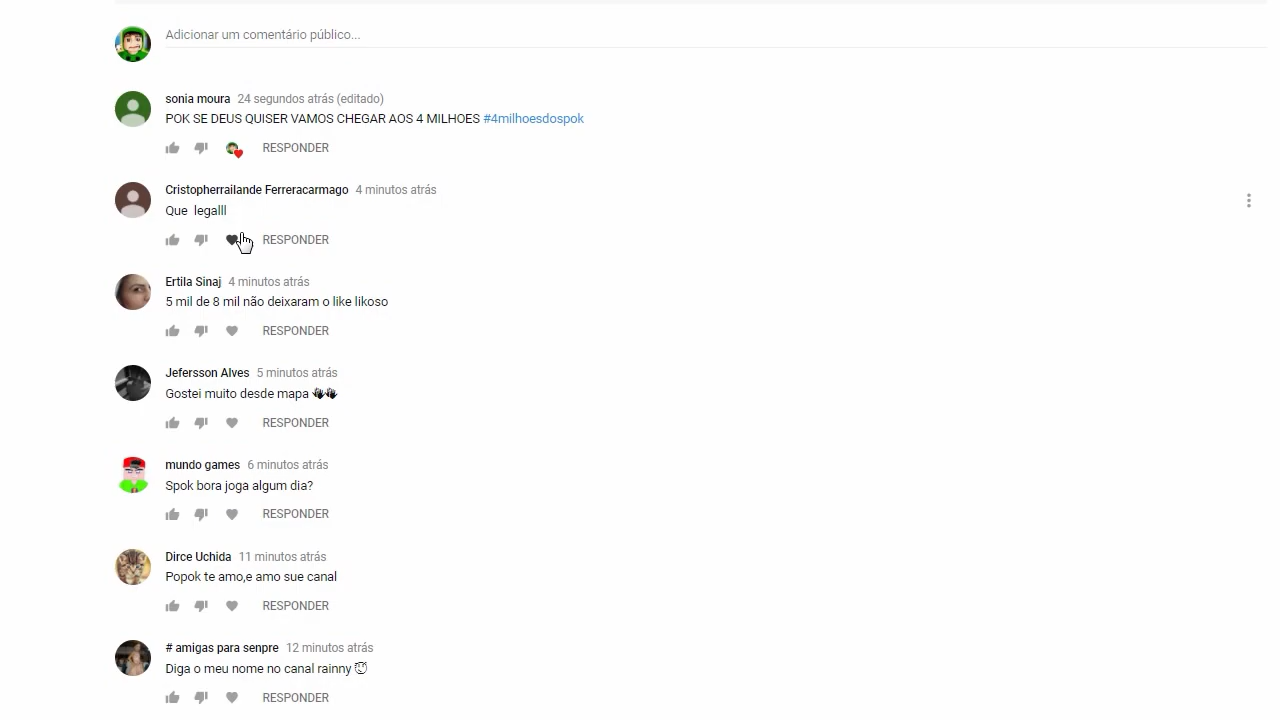 Adicionar um comentário público...
sonia moura 24 segundos atrás (editado)
POK SE DEUS QUISER VAMOS CHEGAR AOS 4 MILHOES #4milhoesdospok
RESPONDER
Cristopherrailande Ferreracarmago 4 minutos atrás
Que legalll
RESPONDER
Ertila Sinaj 4 minutos atrás
5 mil de 8 mil não deixaram o like likoso
RESPONDER
Jefersson Alves 5 minutos atrás
Gostei muito desde mapa 👋👋
RESPONDER
mundo games 6 minutos atrás
Spok bora joga algum dia?
RESPONDER
Dirce Uchida 11 minutos atrás
Popok te amo,e amo sue canal
RESPONDER
# amigas para senpre 12 minutos atrás
Diga o meu nome no canal rainny 😇
RESPONDER